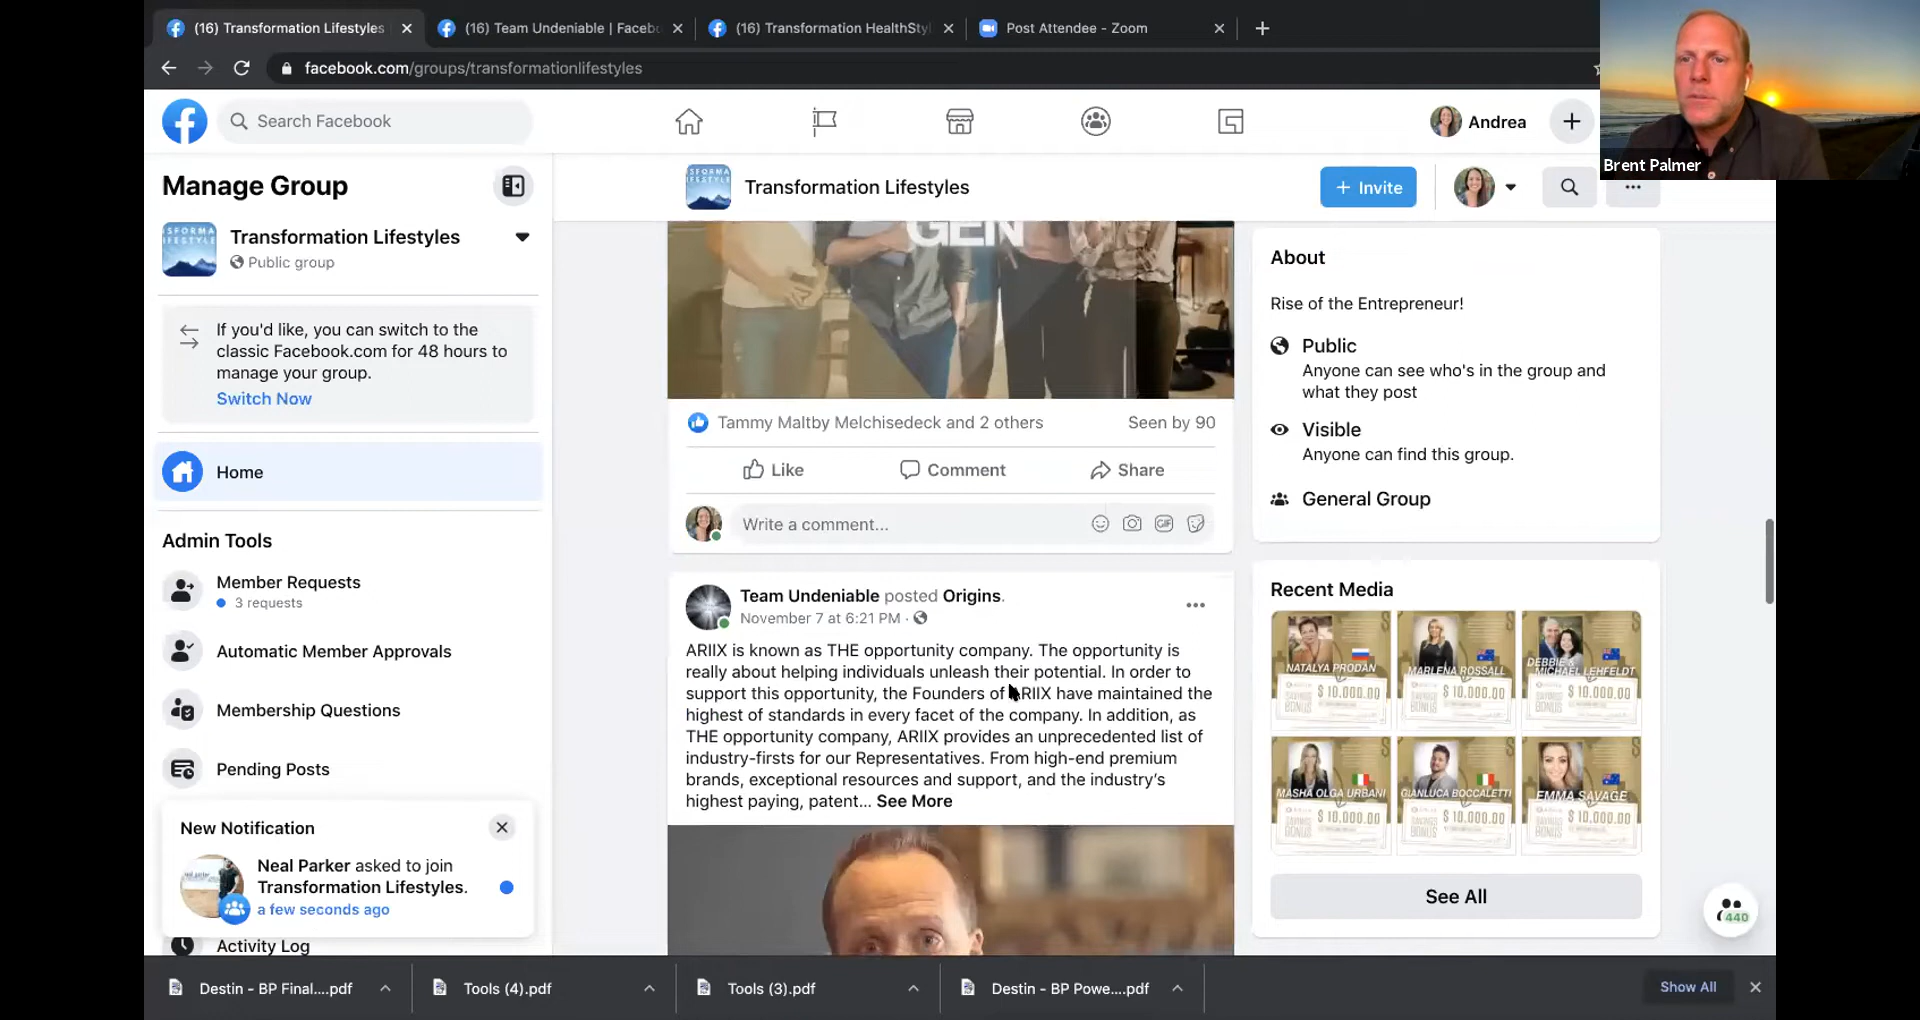 (16) Transformation Lifestyles
(16) Team Undeniable | Facebo
(16) Transformation HealthStyl
Post Attendee - Zoom
facebook.com/groups/transformationlifestyles
Search Facebook
Andrea
Brent Palmer
Manage Group
Transformation Lifestyles
Public group
If you'd like, you can switch to the
classic Facebook.com for 48 hours to
manage your group.
Switch Now
Home
Admin Tools
Member Requests
3 requests
Automatic Member Approvals
Membership Questions
Pending Posts
New Notification
Neal Parker asked to join
Transformation Lifestyles.
a few seconds ago
Activity Log
SFORMA
IFESTYLE
Transformation Lifestyles
+ Invite
GEN
Tammy Maltby Melchisedeck and 2 others
Seen by 90
Like
Comment
Share
Write a comment...
GIF
Team Undeniable posted Origins.
November 7 at 6:21 PM ·
ARIIX is known as THE opportunity company. The opportunity is
really about helping individuals unleash their potential. In order to
support this opportunity, the Founders of ARIIX have maintained the
highest of standards in every facet of the company. In addition, as
THE opportunity company, ARIIX provides an unprecedented list of
industry-firsts for our Representatives. From high-end premium
brands, exceptional resources and support, and the industry's
highest paying, patent... See More
About
Rise of the Entrepreneur!
Public
Anyone can see who's in the group and
what they post
Visible
Anyone can find this group.
General Group
Recent Media
NATALYA PRODAN
$ 10,000.00
MARLENA ROSSALL
$ 10,000.00
DEBBIE &
MICHAEL LEHFELDT
$ 10,000.00
MASHA OLGA URBANI
$ 10,000.00
GIANLUCA BOCCALETTI
$ 10,000.00
EMMA SAVAGE
$ 10,000.00
See All
440
Destin - BP Final....pdf
Tools (4).pdf
Tools (3).pdf
Destin - BP Powe....pdf
Show All